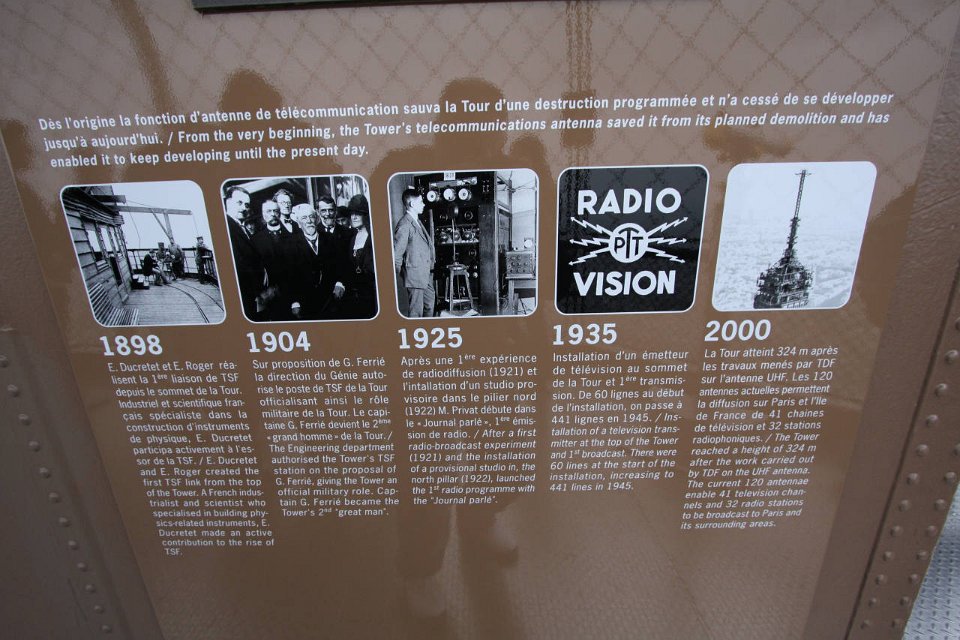 Dès l'origine la fonction d'antenne de télécommunication sauva la Tour d'une destruction programmée et n'a cessé de se développer
jusqu'à aujourd'hui. / From the very beginning, the Tower's telecommunications antenna saved it from its planned demolition and has
enabled it to keep developing until the present day.
1898
E. Ducretet et E. Roger réa-
lisent la 1ère liaison de TSF
depuis le sommet de la Tour.
Industriel et scientifique fran-
çais spécialiste dans la
construction d'instruments
de physique, E. Ducretet
participa activement à l'es-
sor de la TSF. / E. Ducretet
and E. Roger created the
first TSF link from the top
of the Tower. A French indus-
trialist and scientist who
specialised in building phy-
sics-related instruments, E.
Ducretet made an active
contribution to the rise of
TSF.
1904
Sur proposition de G. Ferrié
la direction du Génie auto-
rise le poste de TSF de la Tour
officialisant ainsi le rôle
militaire de la Tour. Le capi-
taine G. Ferrié devient le 2ème
« grand homme » de la Tour. /
The Engineering department
authorised the Tower's TSF
station on the proposal of
G. Ferrié, giving the Tower an
official military role. Cap-
tain G. Ferrié became the
Tower's 2nd "great man".
1925
Après une 1ère expérience
de radiodiffusion (1921) et
l'intallation d'un studio pro-
visoire dans le pilier nord
(1922) M. Privat débute dans
le « Journal parlé », 1ère émis-
sion de radio. / After a first
radio-broadcast experiment
(1921) and the installation
of a provisional studio in, the
north pillar (1922), launched
the 1st radio programme with
the "Journal parlé".
RADIO
PTT
VISION
1935
Installation d'un émetteur
de télévision au sommet
de la Tour et 1ère transmis-
sion. De 60 lignes au début
de l'installation, on passe à
441 lignes en 1945. / Ins-
tallation of a television trans-
mitter at the top of the Tower
and 1st broadcast. There were
60 lines at the start of the
installation, increasing to
441 lines in 1945.
2000
La Tour atteint 324 m après
les travaux menés par TDF
sur l'antenne UHF. Les 120
antennes actuelles permettent
la diffusion sur Paris et l'Ile
de France de 41 chaines
de télévision et 32 stations
radiophoniques. / The Tower
reached a height of 324 m
after the work carried out
by TDF on the UHF antenna.
The current 120 antennae
enable 41 television chan-
nels and 32 radio stations
to be broadcast to Paris and
its surrounding areas.